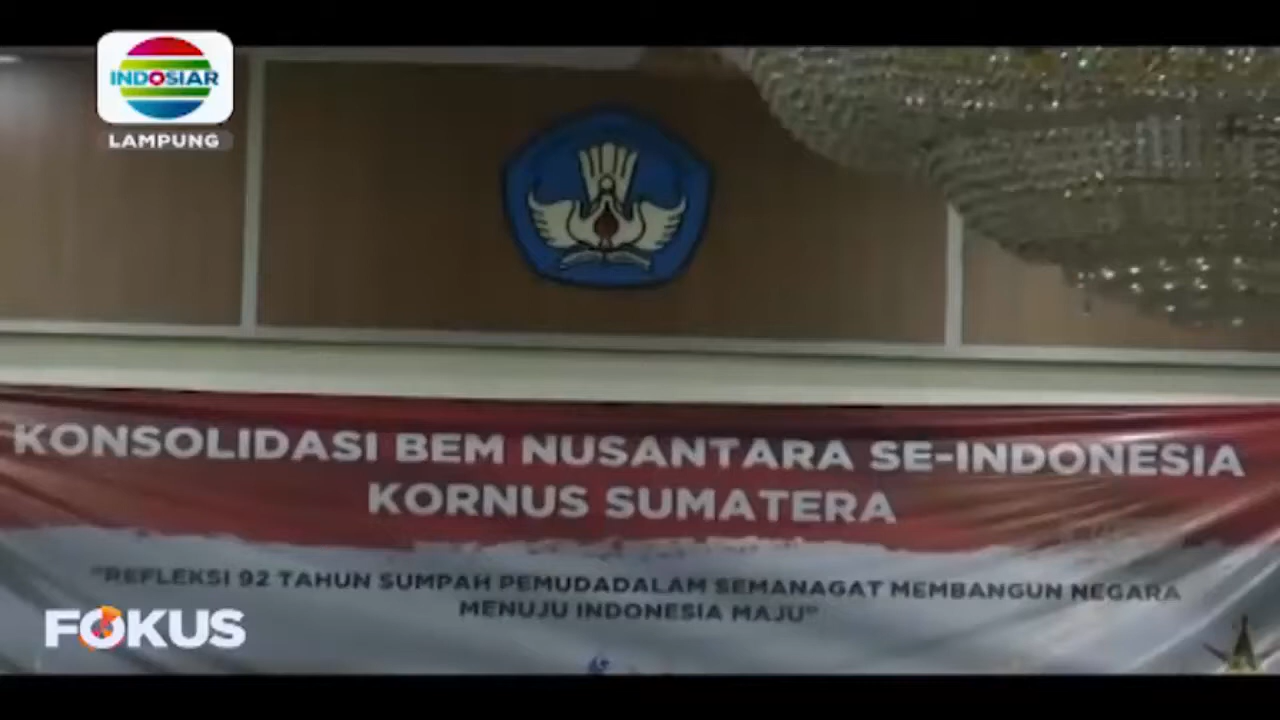 INDOSIAR
LAMPUNG
KONSOLIDASI BEM NUSANTARA SE-INDONESIA
KORNUS SUMATERA
"REFLEKSI 92 TAHUN SUMPAH PEMUDADALAM SEMANAGAT MEMBANGUN NEGARA
MENUJU INDONESIA MAJU"
FOKUS